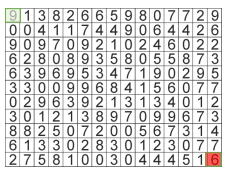 9 1 3 8 2 6 6 5 9 8 0 7 7 2 9
0 0 4 1 1 7 4 4 9 0 6 4 4 2 6
9 0 9 7 0 9 2 1 0 2 4 6 0 2 2
6 2 8 0 8 9 3 5 8 0 5 5 8 7 3
6 3 9 6 9 5 3 4 7 1 9 0 2 9 5
3 3 0 0 9 9 6 8 4 1 5 6 0 7 7
0 2 9 6 3 9 2 1 3 1 3 4 0 1 2
3 0 1 2 1 3 8 9 7 0 9 9 6 7 3
8 8 2 5 0 7 2 0 0 5 6 7 3 1 4
6 1 3 3 1 2 8 3 0 1 2 3 0 7 7
2 7 5 8 1 0 0 3 0 4 4 4 5 1 6